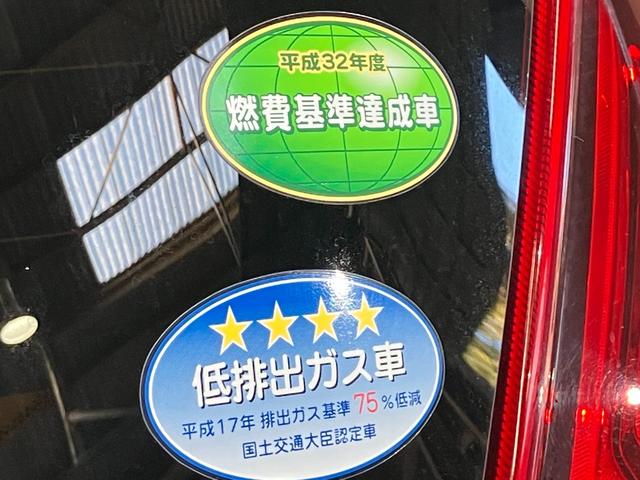 平成32年度
燃費基準達成車
低排出ガス車
平成17年 排出ガス基準75%低減
国土交通大臣認定車